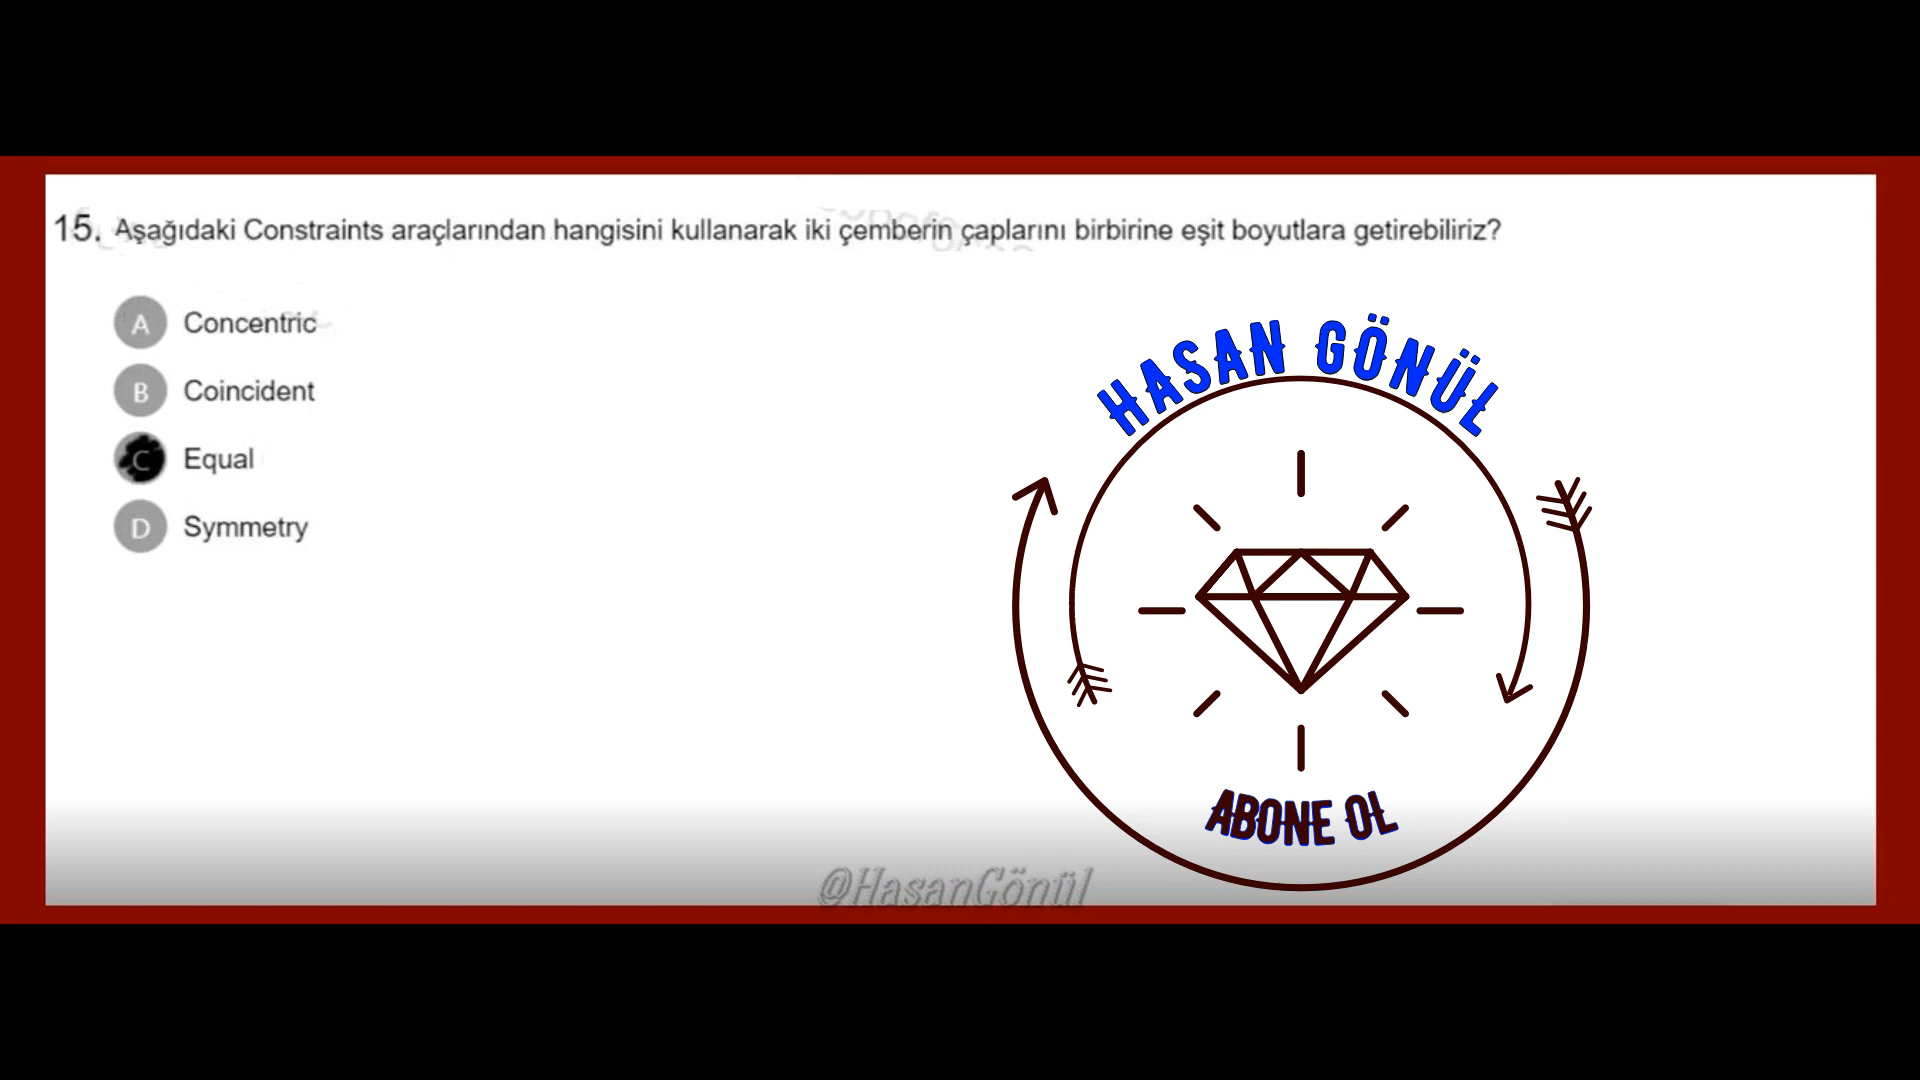 15. Aşağıdaki Constraints araçlarından hangisini kullanarak iki çemberin çaplarını birbirine eşit boyutlara getirebiliriz?
A Concentric
B Coincident
C Equal
D Symmetry
HASAN GÖNÜL
ABONE OL
@HasanGönül